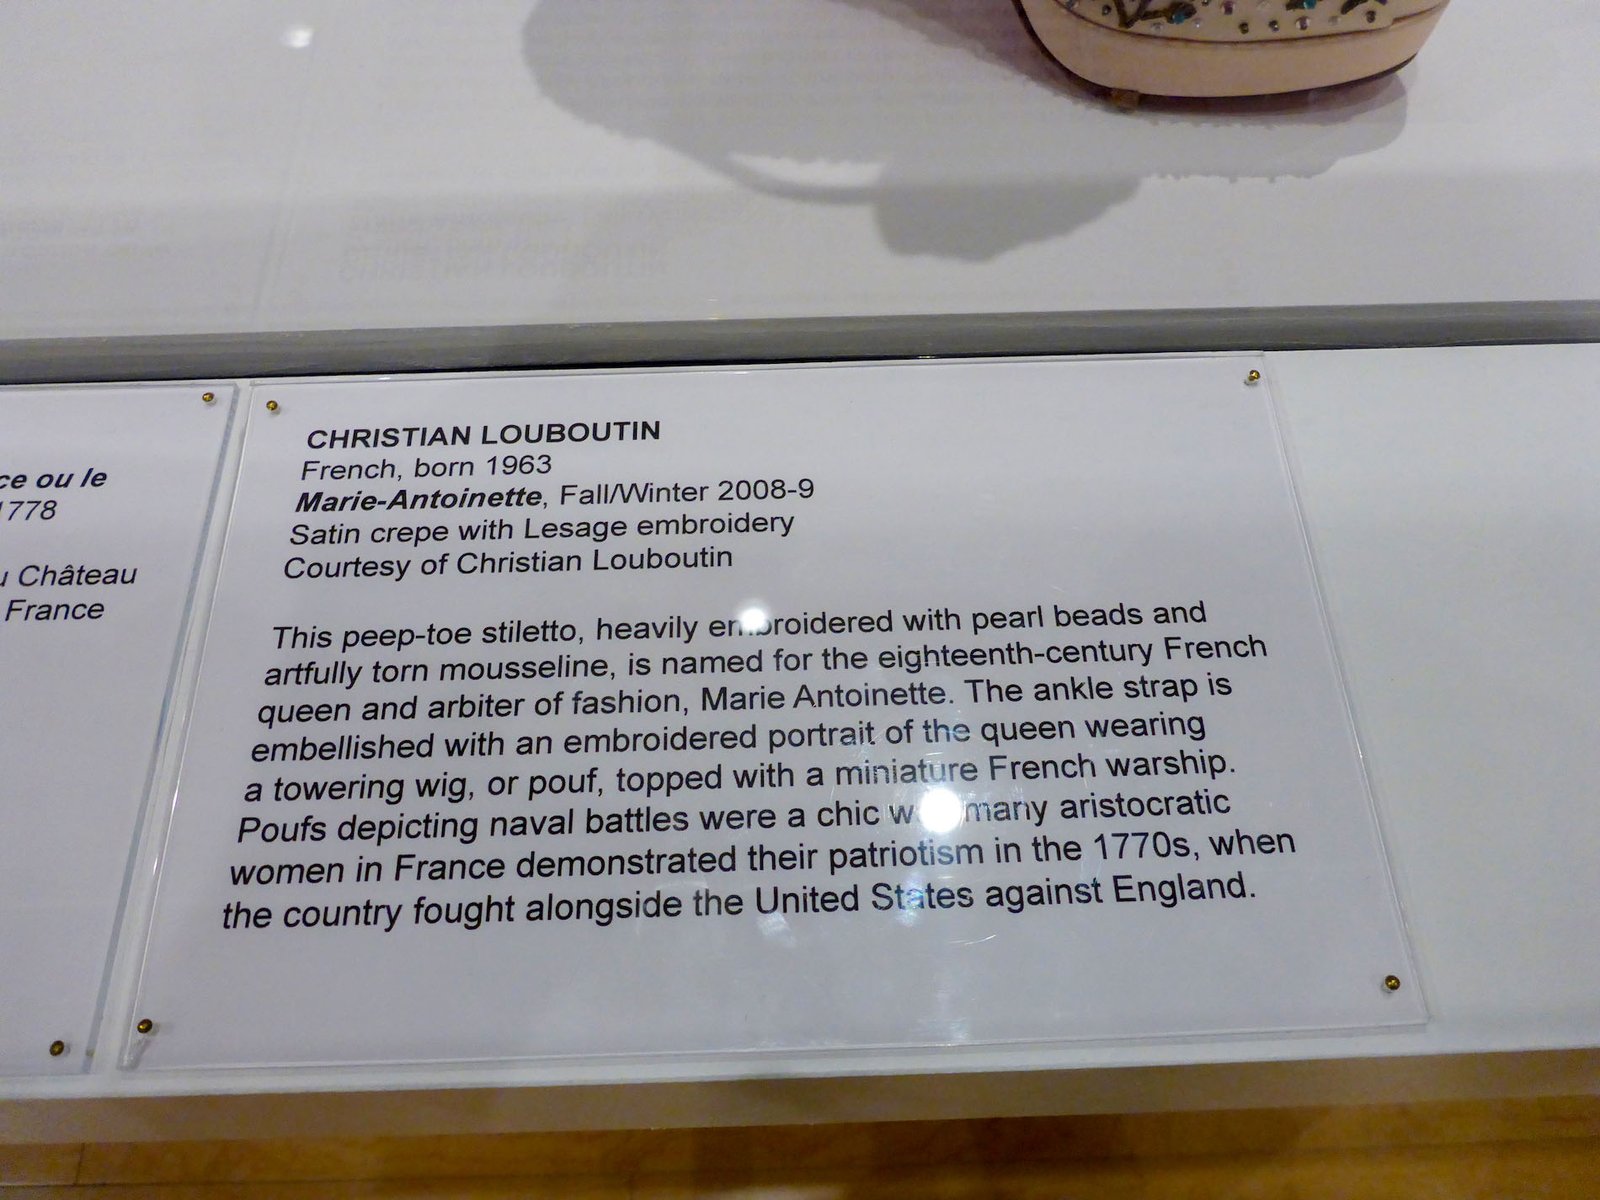 ce ou le
1778
Château
France
CHRISTIAN LOUBOUTIN
French, born 1963
Marie-Antoinette, Fall/Winter 2008-9
Satin crepe with Lesage embroidery
Courtesy of Christian Louboutin
This peep-toe stiletto, heavily embroidered with pearl beads and
artfully torn mousseline, is named for the eighteenth-century French
queen and arbiter of fashion, Marie Antoinette. The ankle strap is
embellished with an embroidered portrait of the queen wearing
a towering wig, or pouf, topped with a miniature French warship.
Poufs depicting naval battles were a chic many aristocratic
women in France demonstrated their patriotism in the 1770s, when
the country fought alongside the United States against England.